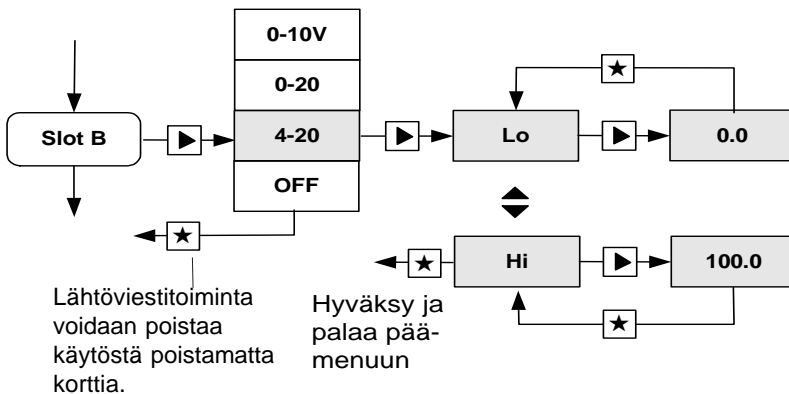 0-10V
0-20
Slot B
4-20
Lo
0.0
OFF
Hi
100.0
Lähtöviestitoiminta
voidaan poistaa
käytöstä poistamatta
korttia.
Hyväksy ja
palaa pää-
menuun